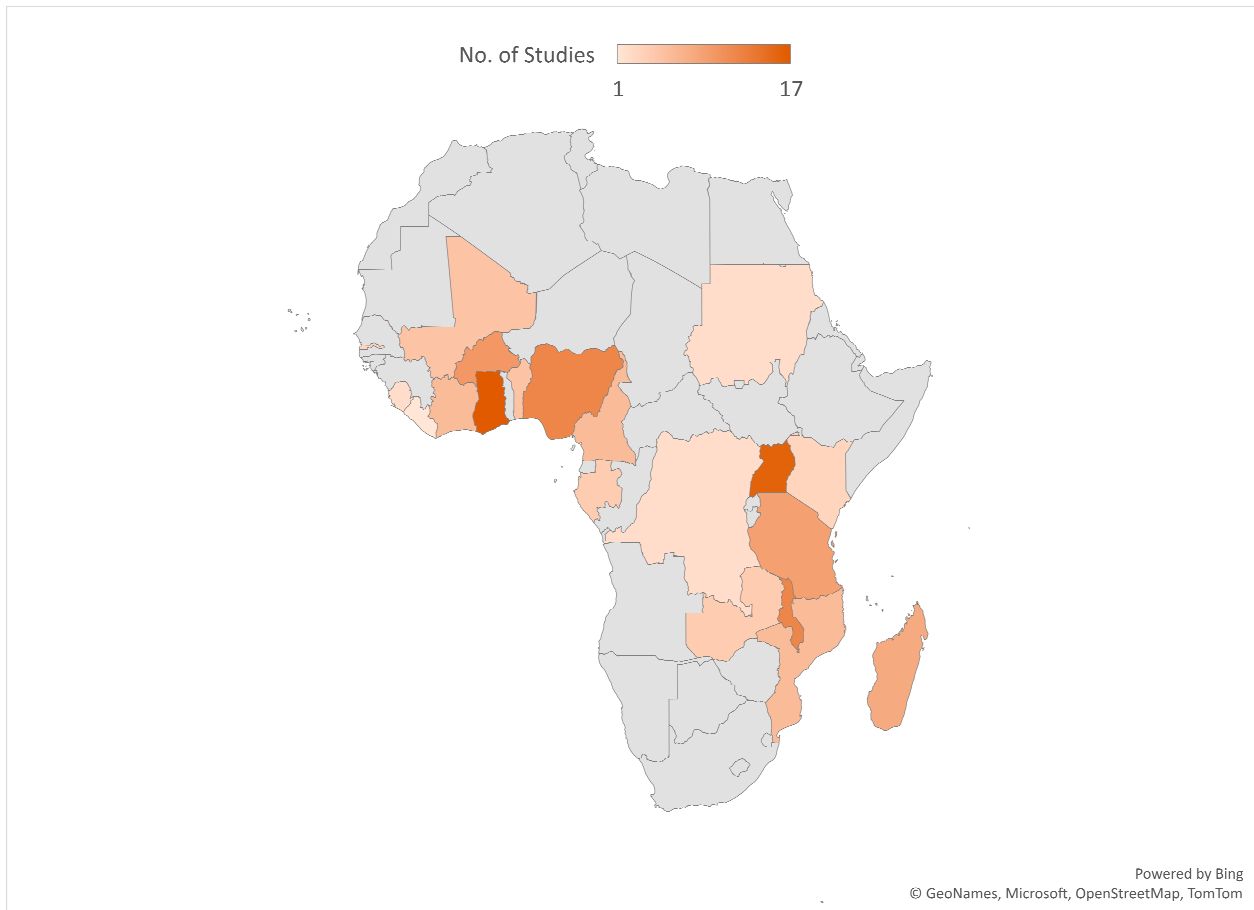 No. of Studies
1 17
Powered by Bing
© GeoNames, Microsoft, OpenStreetMap, TomTom